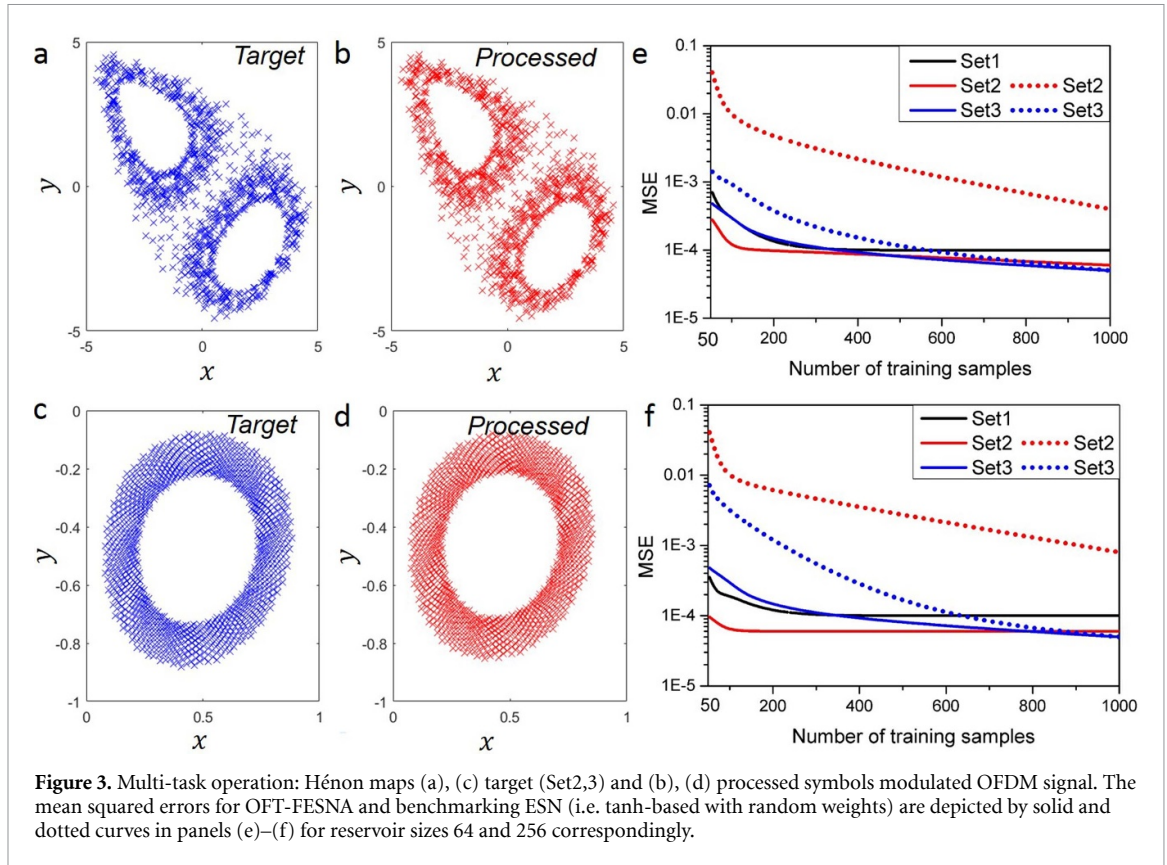 a
Target
5
0
-5
y
-5
0
5
x
b
Processed
-5
0
5
x
y
c
Target
0
-0.2
-0.4
-0.6
-0.8
-1
y
0
0.5
1
x
d
Processed
0
-0.2
-0.4
-0.6
-0.8
-1
y
0
0.5
1
x
e
0.1
0.01
1E-3
1E-4
1E-5
MSE
Set1
Set2 Set2
Set3 Set3
50 200 400 600 800 1000
Number of training samples
f
0.1
0.01
1E-3
1E-4
1E-5
MSE
Set1
Set2 Set2
Set3 Set3
50 200 400 600 800 1000
Number of training samples
Figure 3. Multi-task operation: Hénon maps (a), (c) target (Set2,3) and (b), (d) processed symbols modulated OFDM signal. The
mean squared errors for OFT-FESNA and benchmarking ESN (i.e. tanh-based with random weights) are depicted by solid and
dotted curves in panels (e)–(f) for reservoir sizes 64 and 256 correspondingly.